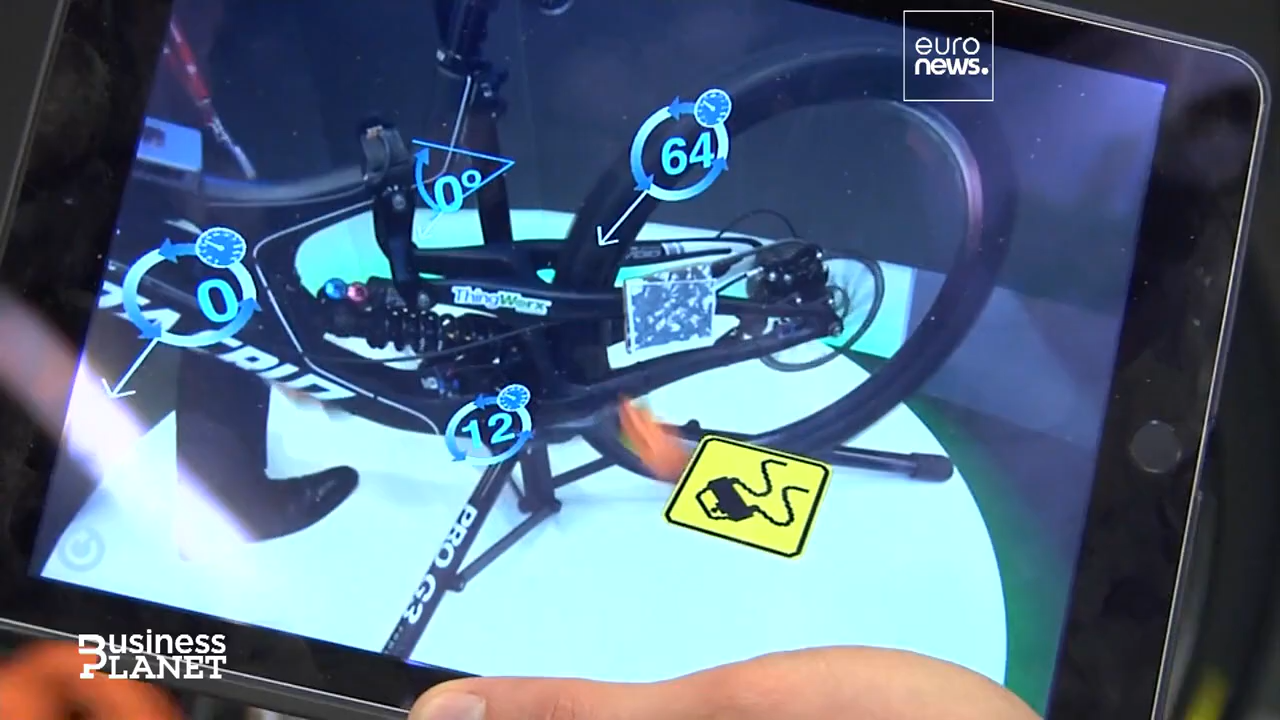 euro
news.
64
0°
0
ThingWorx
12
PRO G3
Business
PLANET